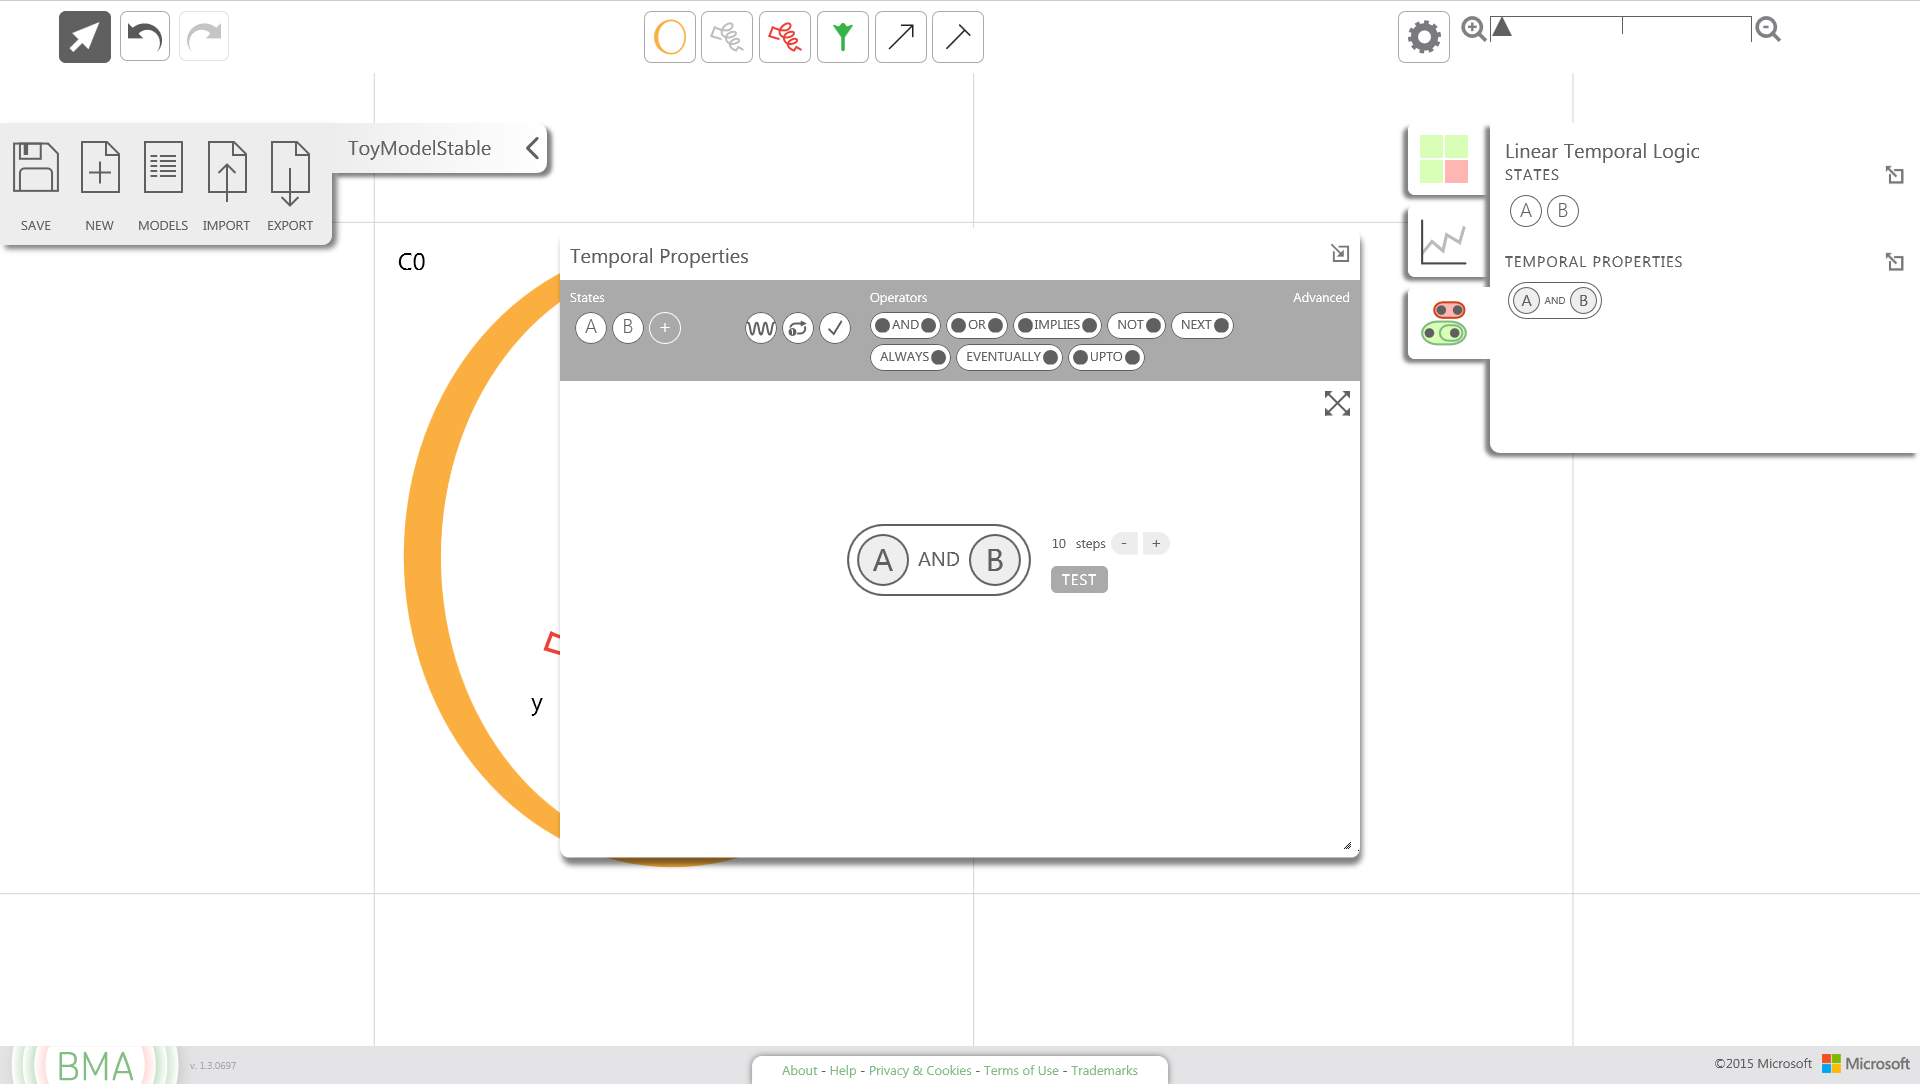 ToyModelStable
SAVE
NEW
MODELS
IMPORT
EXPORT
C0
y
Temporal Properties
States
Operators
Advanced
A
B
+
AND
OR
IMPLIES
NOT
NEXT
ALWAYS
EVENTUALLY
UPTO
A AND B
10 steps - +
TEST
Linear Temporal Logic
STATES
A B
TEMPORAL PROPERTIES
A AND B
BMA
v. 1.3.0697
About - Help - Privacy & Cookies - Terms of Use - Trademarks
©2015 Microsoft
Microsoft